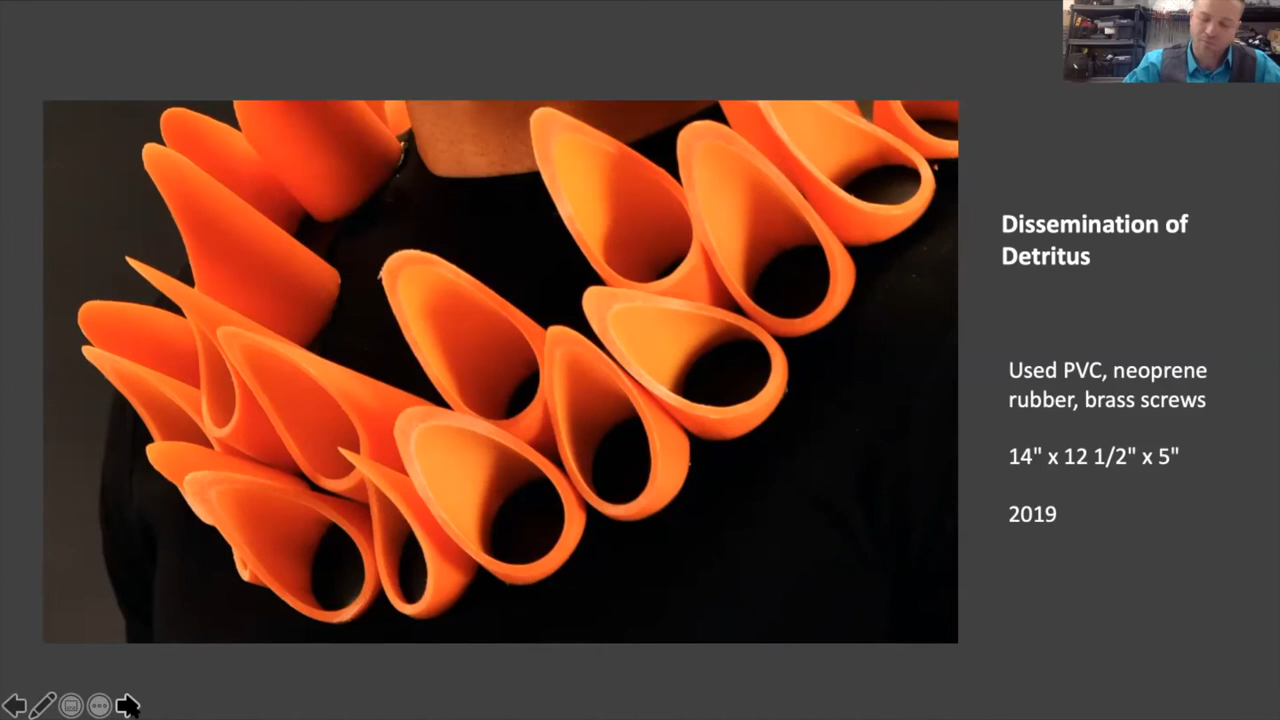 Dissemination of
Detritus
Used PVC, neoprene
rubber, brass screws
14" x 12 1/2" x 5"
2019